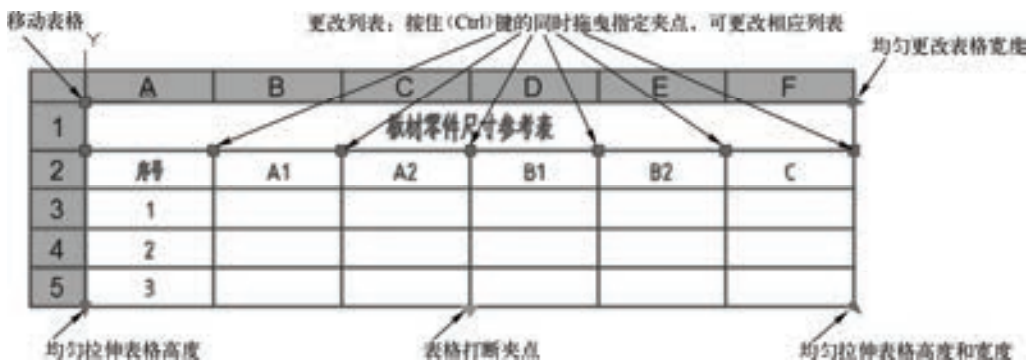 移动表格
更改列表：按住(Ctrl)键的同时拖曳指定夹点，可更改相应列表
均匀更改表格宽度
Y
A B C D E F
1 板材零件尺寸参考表
2 序号 A1 A2 B1 B2 C
3 1
4 2
5 3
均匀拉伸表格高度
表格打断夹点
均匀拉伸表格高度和宽度